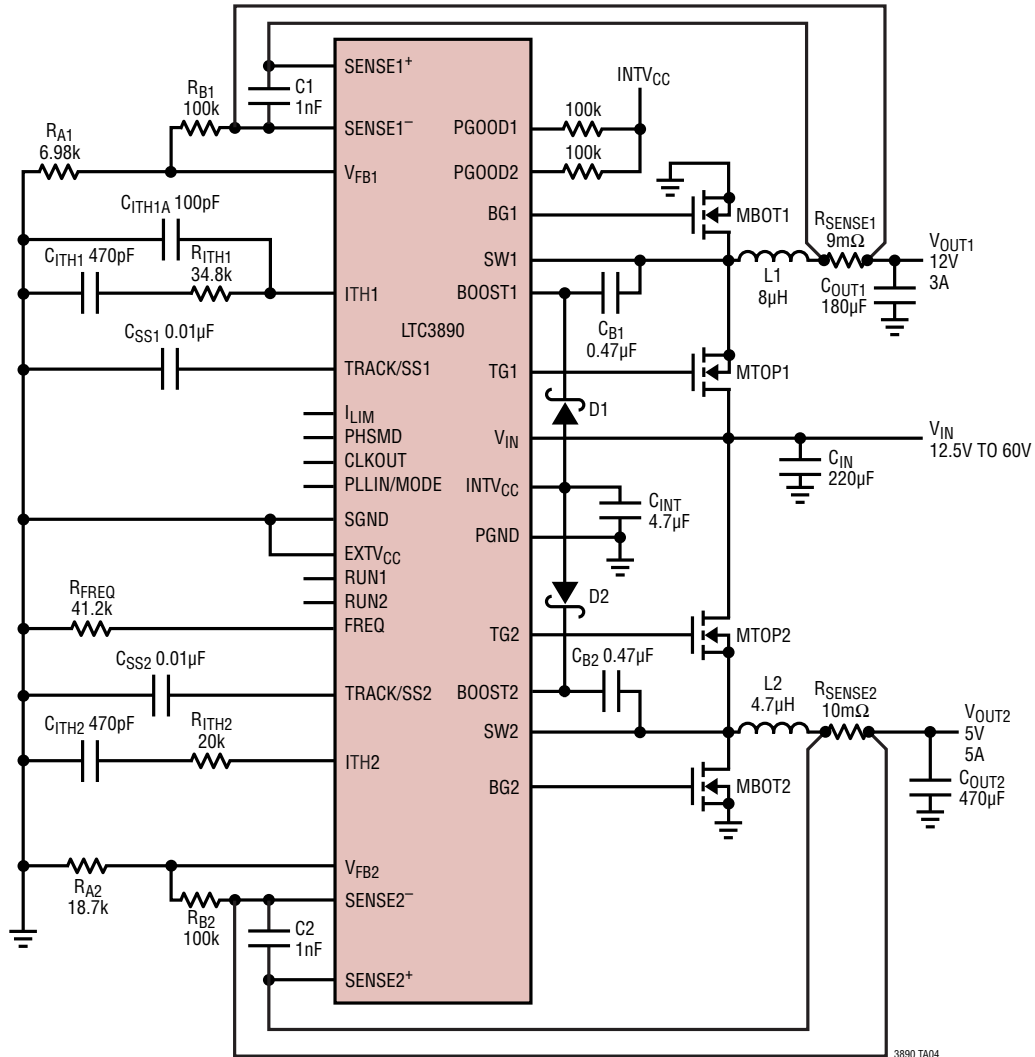 SENSE1+
SENSE1−
VFB1
ITH1
LTC3890
TRACK/SS1
ILIM
PHSMD
CLKOUT
PLLIN/MODE
SGND
EXTVCC
RUN1
RUN2
FREQ
TRACK/SS2
ITH2
VFB2
SENSE2−
SENSE2+
PGOOD1
PGOOD2
BG1
SW1
BOOST1
TG1
VIN
INTVCC
PGND
TG2
BOOST2
SW2
BG2
C1
1nF
RB1
100k
RA1
6.98k
CITH1A 100pF
CITH1 470pF
RITH1
34.8k
CSS1 0.01µF
RFREQ
41.2k
CSS2 0.01µF
CITH2 470pF
RITH2
20k
RA2
18.7k
RB2
100k
C2
1nF
INTVCC
100k
100k
MBOT1
L1
8µH
RSENSE1
9mΩ
VOUT1
12V
3A
COUT1
180µF
CB1
0.47µF
MTOP1
D1
VIN
12.5V TO 60V
CIN
220µF
CINT
4.7µF
D2
MTOP2
CB2 0.47µF
L2
4.7µH
RSENSE2
10mΩ
VOUT2
5V
5A
COUT2
470µF
MBOT2
3890 TA04